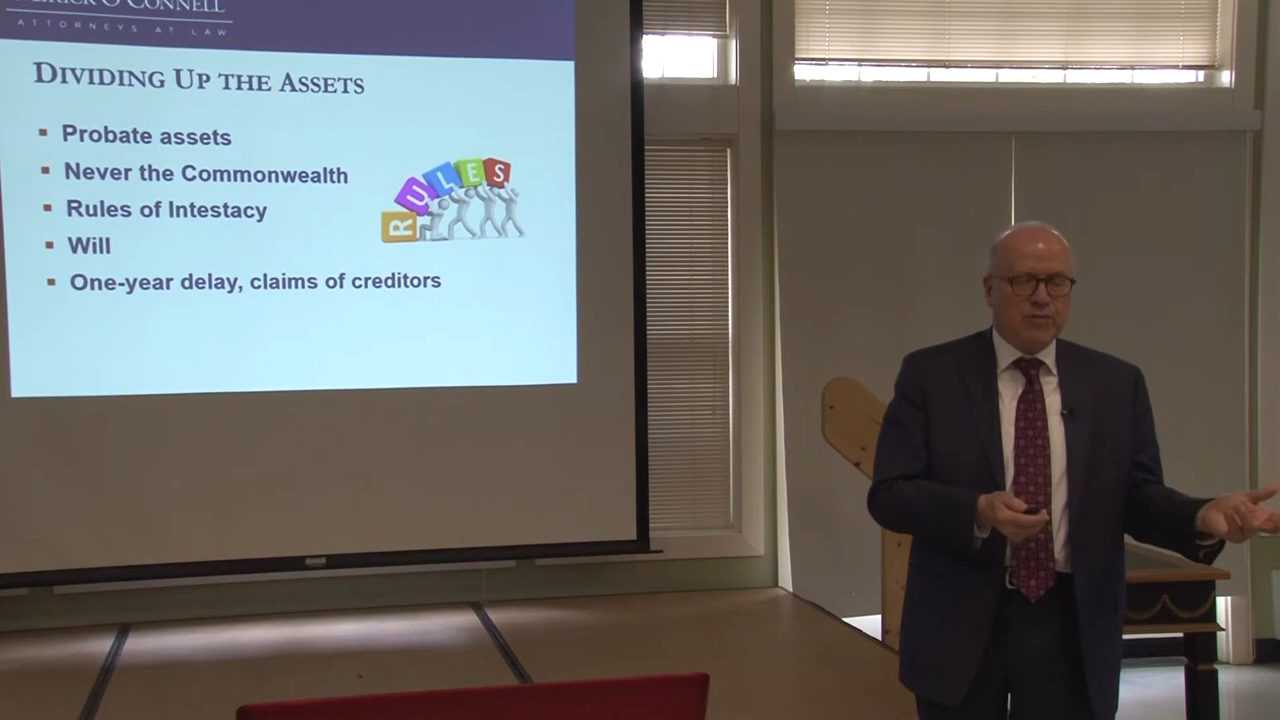 O'CONNELL
ATTORNEYS AT LAW
DIVIDING UP THE ASSETS
Probate assets
Never the Commonwealth
Rules of Intestacy
Will
One-year delay, claims of creditors
RULES